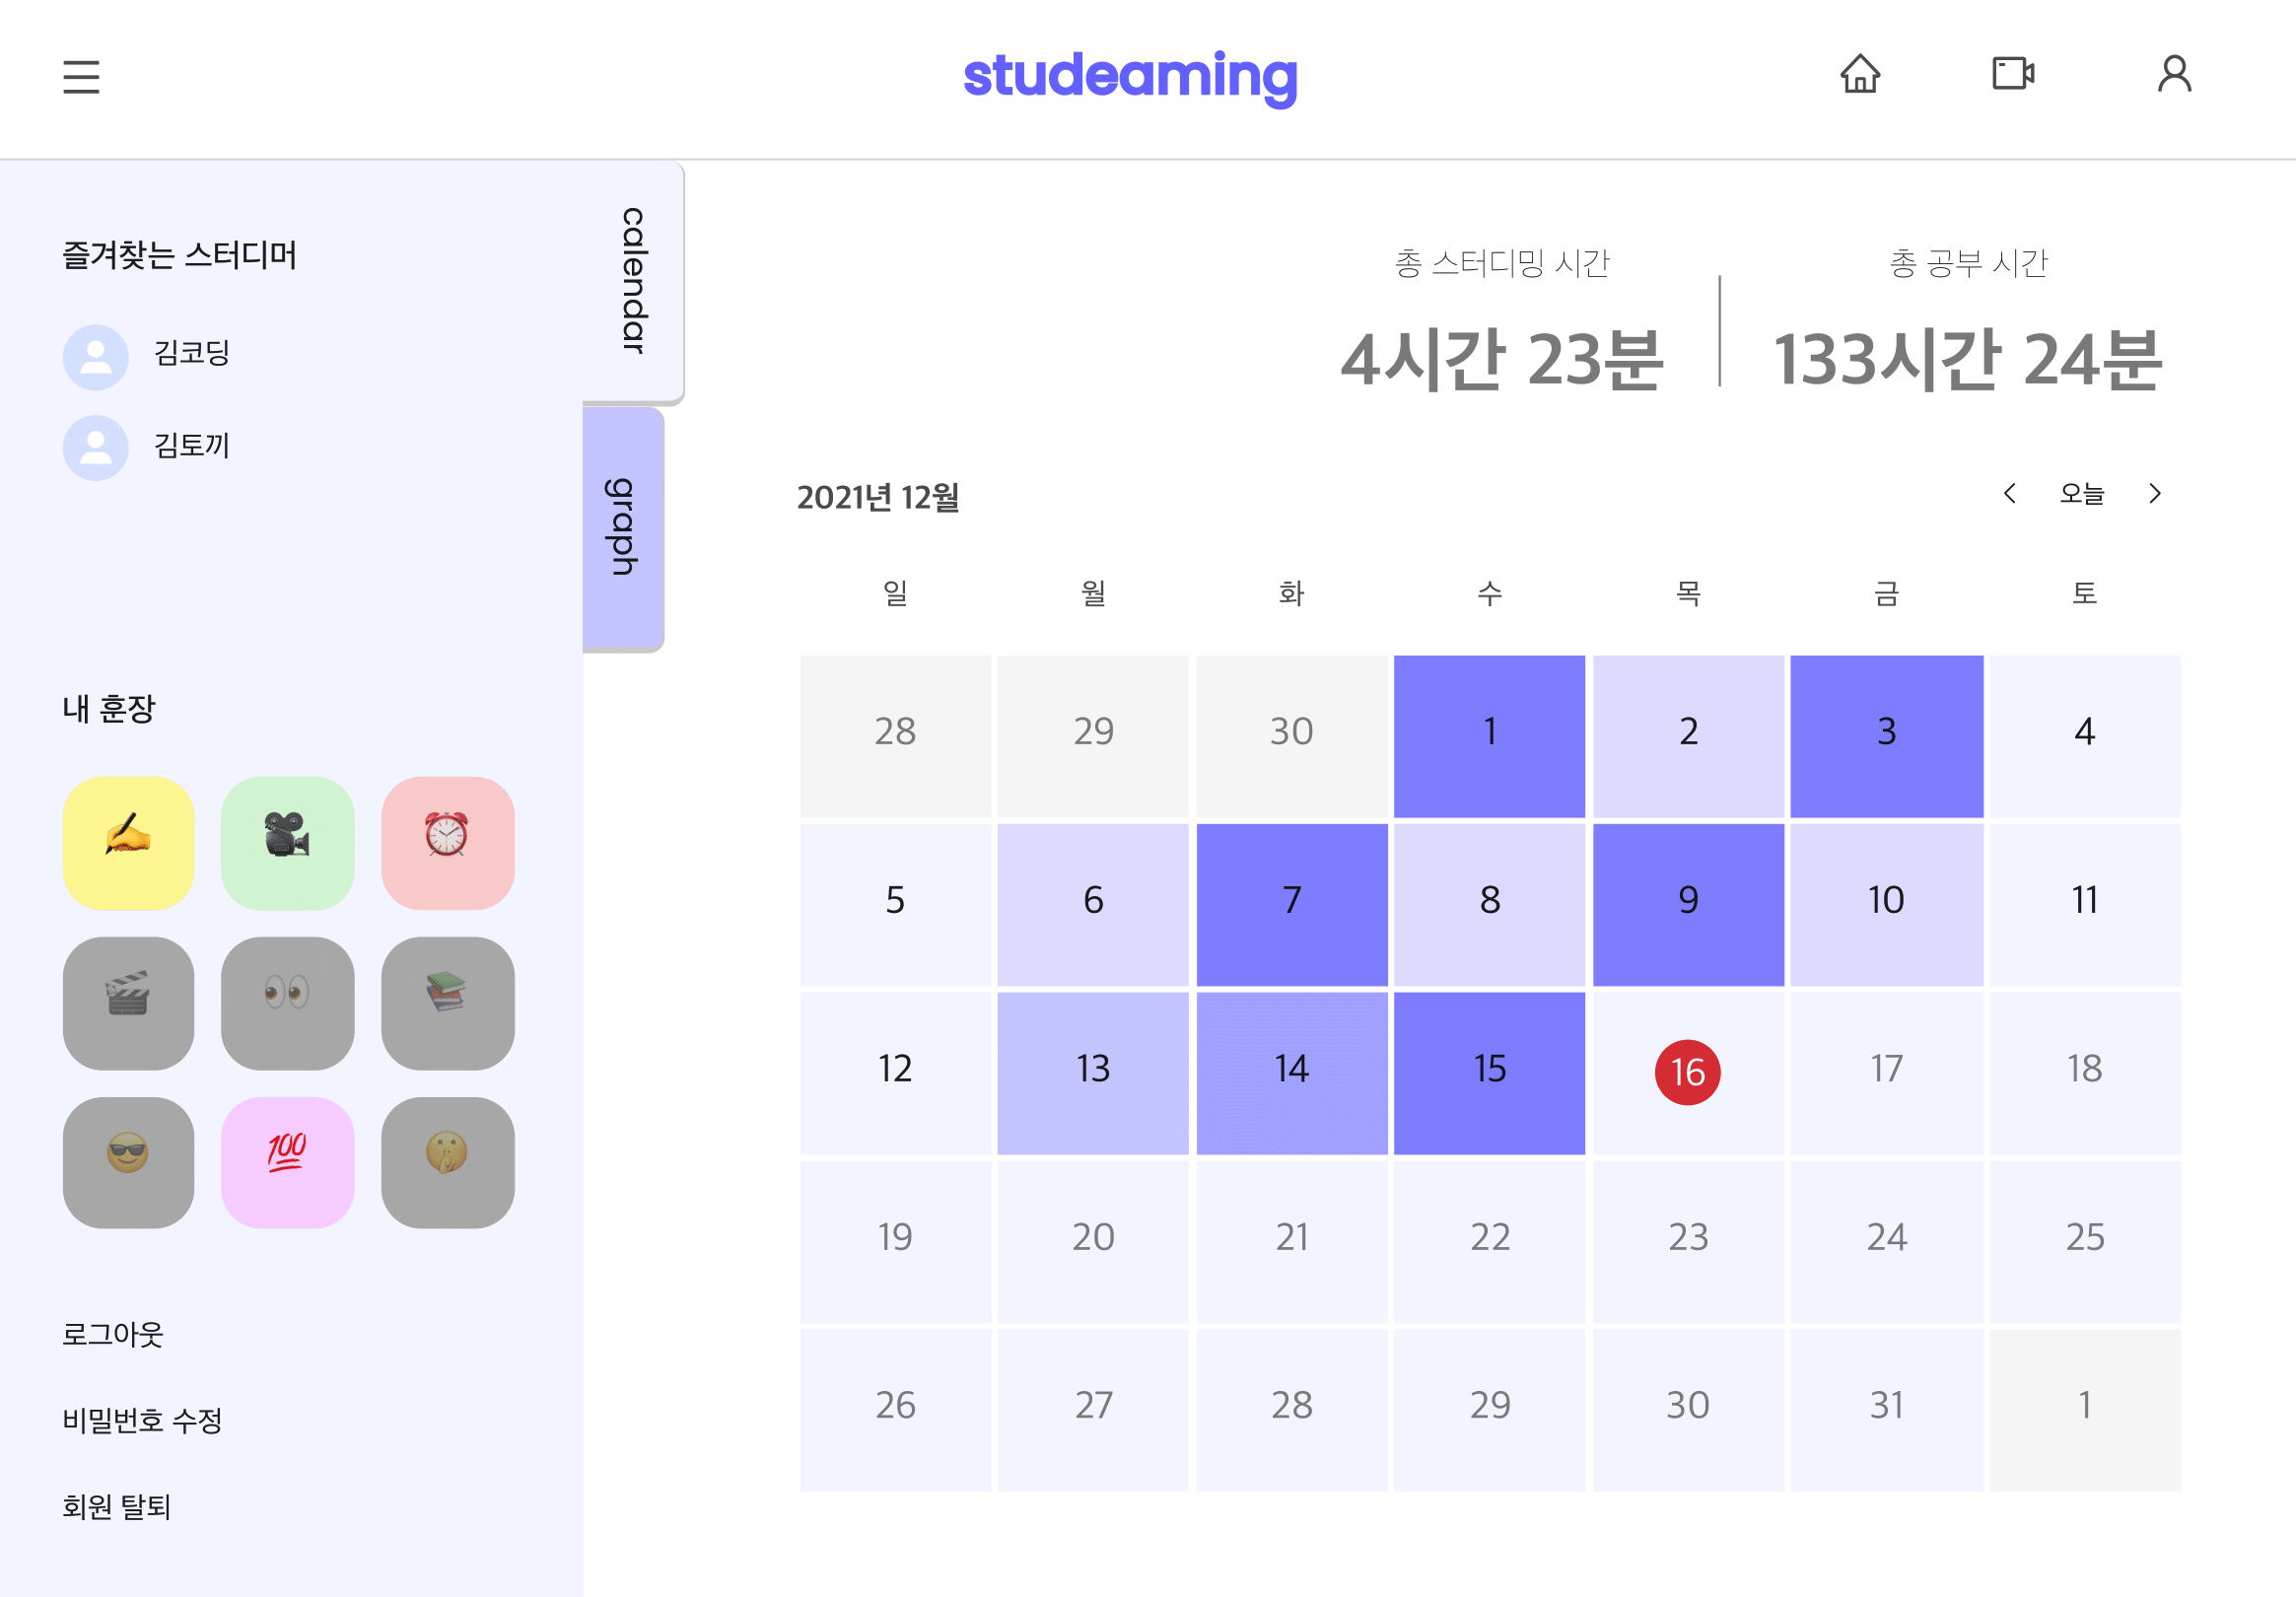 studeaming
즐겨찾는 스터디머
김코딩
김토끼
내 훈장
💯
로그아웃
비밀번호 수정
회원 탈퇴
calendar
graph
총 스터디밍 시간
4시간 23분
총 공부 시간
133시간 24분
2021년 12월
오늘
일 월 화 수 목 금 토
28 29 30 1 2 3 4
5 6 7 8 9 10 11
12 13 14 15 16 17 18
19 20 21 22 23 24 25
26 27 28 29 30 31 1